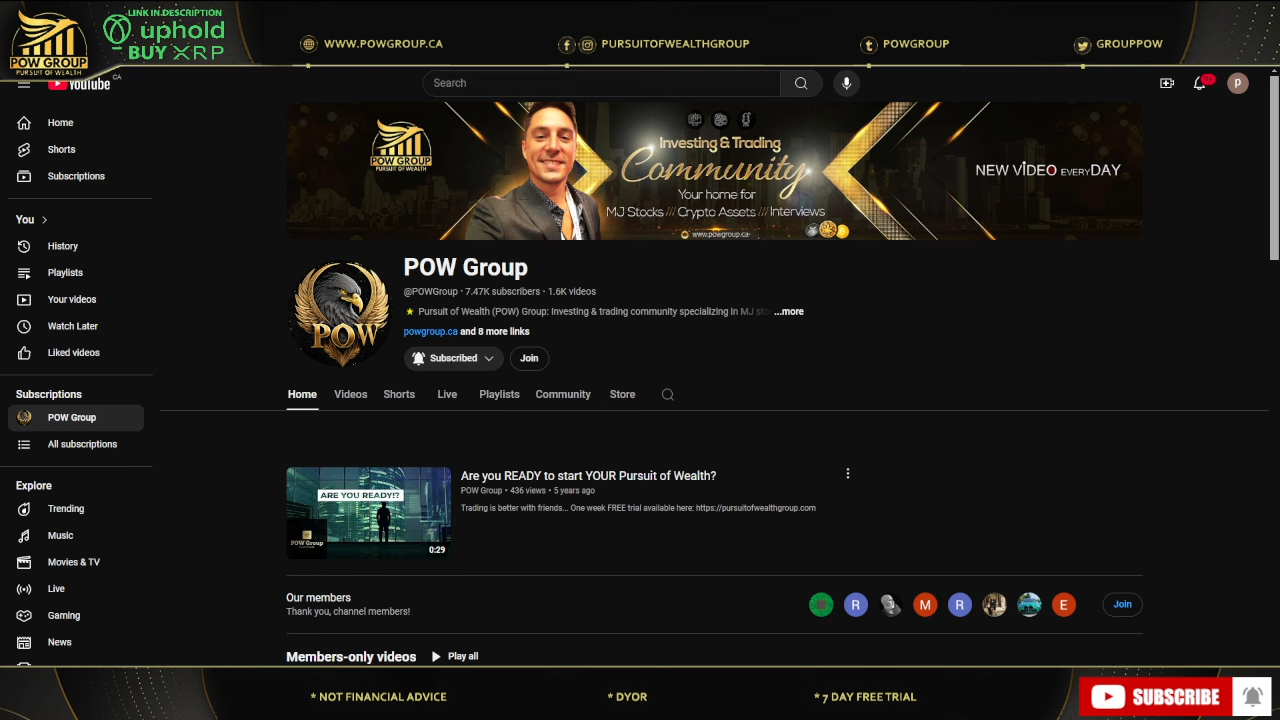 LINK IN DESCRIPTION
uphold
BUY XRP
POW GROUP
PURSUIT OF WEALTH
WWW.POWGROUP.CA
PURSUITOFWEALTHGROUP
POWGROUP
GROUPPOW
YouTube CA
Search
P
Home
Shorts
Subscriptions
You
History
Playlists
Your videos
Watch Later
Liked videos
Subscriptions
POW Group
All subscriptions
Explore
Trending
Music
Movies & TV
Live
Gaming
News
POW GROUP
PURSUIT OF WEALTH
Investing & Trading
Community
Your home for
MJ Stocks /// Crypto Assets /// Interviews
www.powgroup.ca
NEW VIDEO EVERYDAY
POW
POW Group
@POWGroup • 7.47K subscribers • 1.6K videos
⭐ Pursuit of Wealth (POW) Group: Investing & trading community specializing in MJ sto ...more
powgroup.ca and 8 more links
Subscribed
Join
Home Videos Shorts Live Playlists Community Store
ARE YOU READY!?
POW Group
0:29
Are you READY to start YOUR Pursuit of Wealth?
POW Group • 436 views • 5 years ago
Trading is better with friends... One week FREE trial available here: https://pursuitofwealthgroup.com
Our members
Thank you, channel members!
R M R E
Join
Members-only videos Play all
* NOT FINANCIAL ADVICE
* DYOR
* 7 DAY FREE TRIAL
SUBSCRIBE